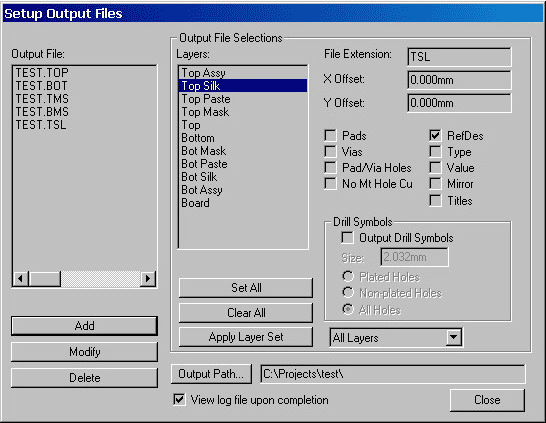 Setup Output Files
Output File:
TEST.TOP
TEST.BOT
TEST.TMS
TEST.BMS
TEST.TSL
Add
Modify
Delete
Output File Selections
Layers:
Top Assy
Top Silk
Top Paste
Top Mask
Top
Bottom
Bot Mask
Bot Paste
Bot Silk
Bot Assy
Board
Set All
Clear All
Apply Layer Set
File Extension: TSL
X Offset: 0.000mm
Y Offset: 0.000mm
Pads
Vias
Pad/Via Holes
No Mt Hole Cu
RefDes
Type
Value
Mirror
Titles
Drill Symbols
Output Drill Symbols
Size: 2.032mm
Plated Holes
Non-plated Holes
All Holes
All Layers
Output Path... C:\Projects\test\
View log file upon completion
Close